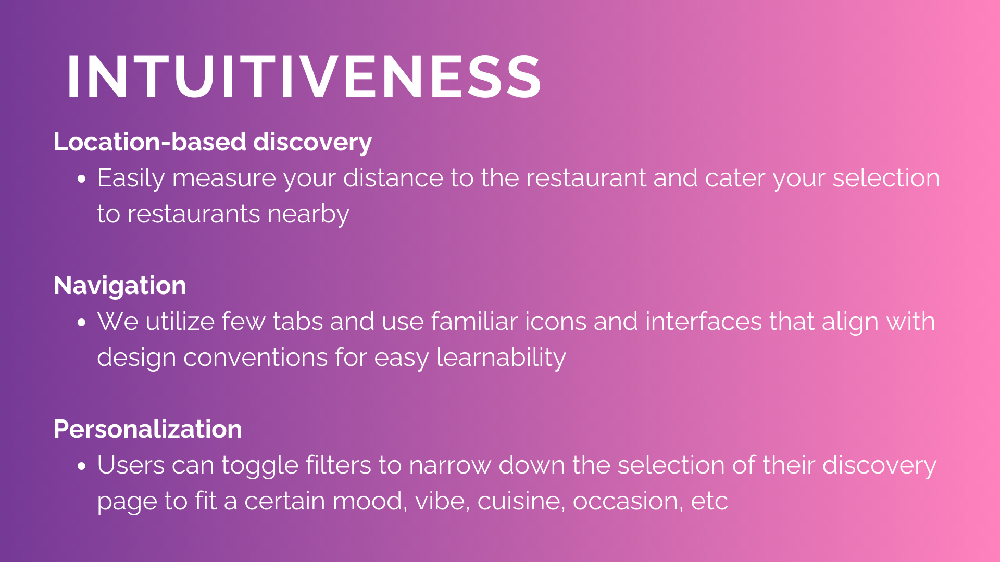 INTUITIVENESS
Location-based discovery
• Easily measure your distance to the restaurant and cater your selection
to restaurants nearby
Navigation
• We utilize few tabs and use familiar icons and interfaces that align with
design conventions for easy learnability
Personalization
• Users can toggle filters to narrow down the selection of their discovery
page to fit a certain mood, vibe, cuisine, occasion, etc